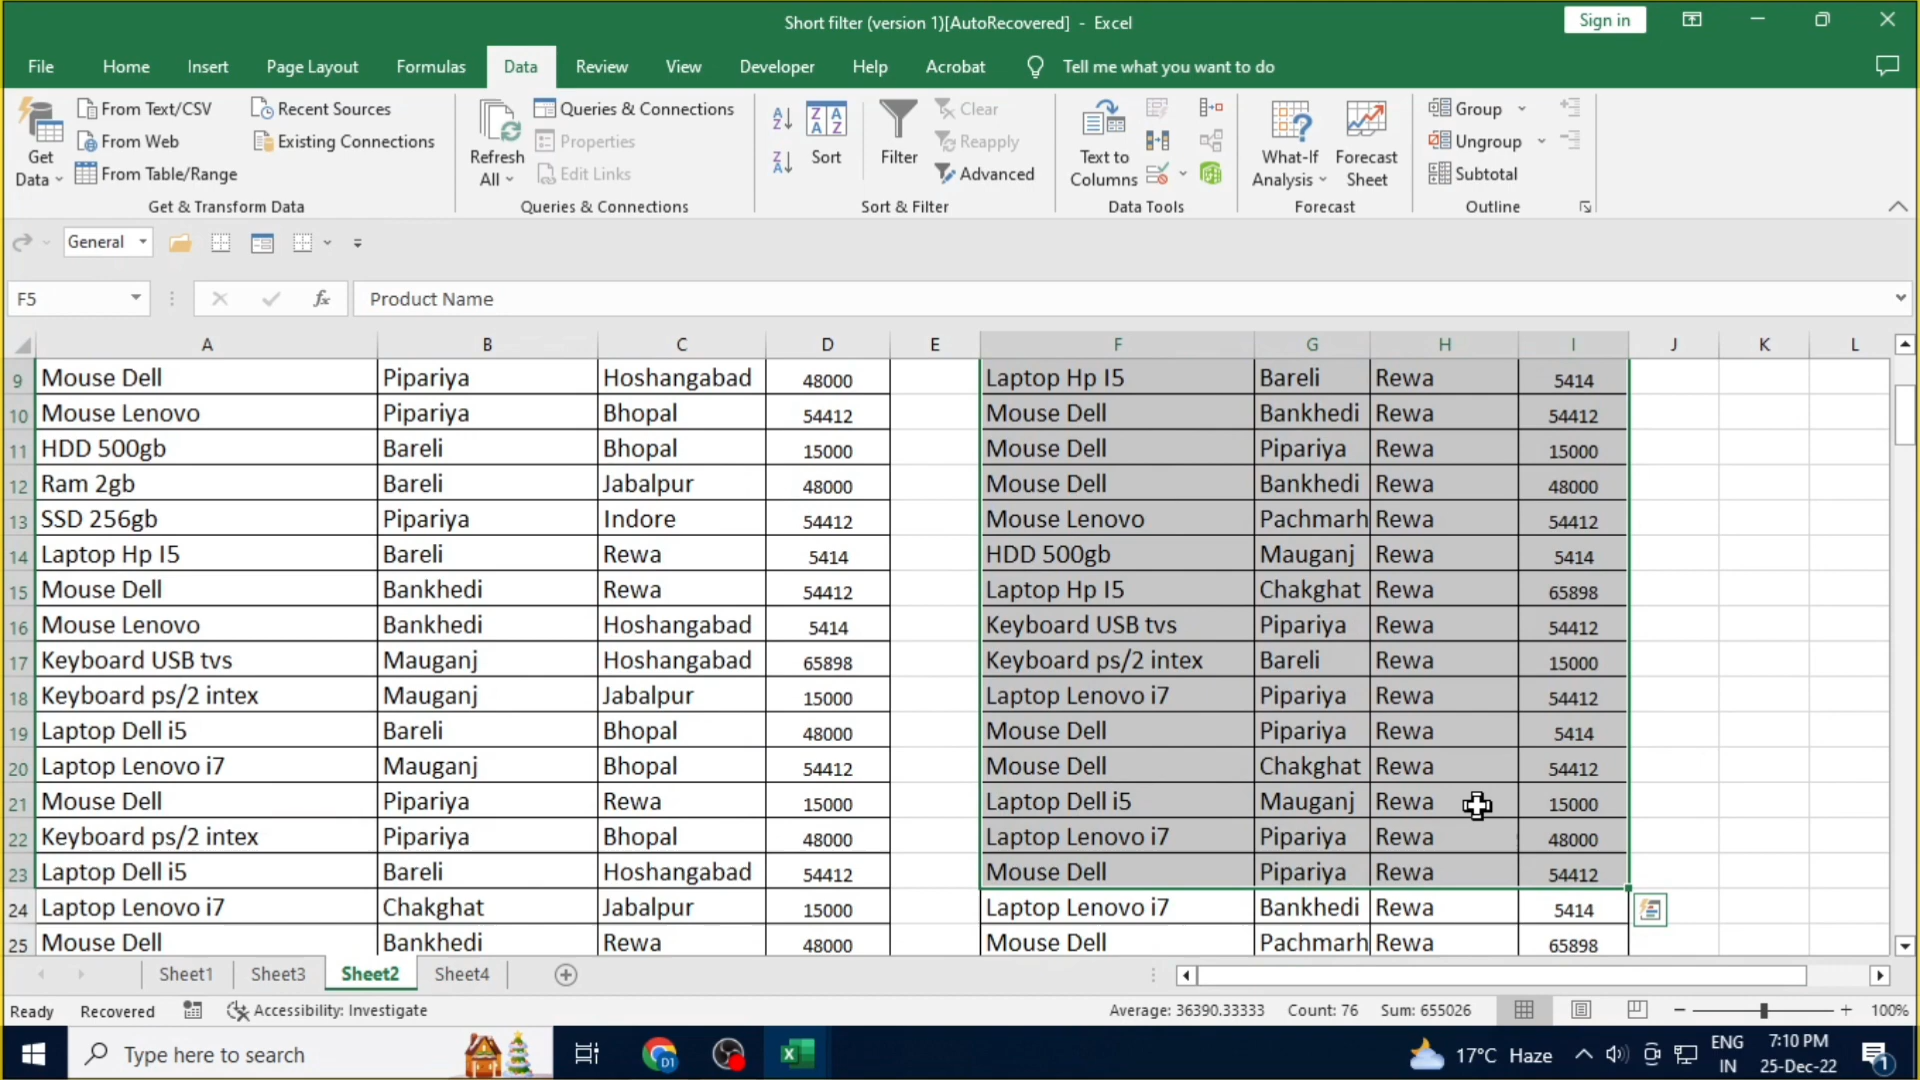 Short filter (version 1)[AutoRecovered] - Excel
Sign in
File Home Insert Page Layout Formulas Data Review View Developer Help Acrobat Tell me what you want to do
Get Data
From Text/CSV
From Web
From Table/Range
Recent Sources
Existing Connections
Get & Transform Data
Refresh All
Queries & Connections
Properties
Edit Links
Queries & Connections
Sort
Filter
Clear
Reapply
Advanced
Sort & Filter
Text to Columns
Data Tools
What-If Analysis
Forecast Sheet
Forecast
Group
Ungroup
Subtotal
Outline
General
F5 fx Product Name
A B C D E F G H I J K L
9 Mouse Dell Pipariya Hoshangabad 48000 Laptop Hp I5 Bareli Rewa 5414
10 Mouse Lenovo Pipariya Bhopal 54412 Mouse Dell Bankhedi Rewa 54412
11 HDD 500gb Bareli Bhopal 15000 Mouse Dell Pipariya Rewa 15000
12 Ram 2gb Bareli Jabalpur 48000 Mouse Dell Bankhedi Rewa 48000
13 SSD 256gb Pipariya Indore 54412 Mouse Lenovo Pachmarh Rewa 54412
14 Laptop Hp I5 Bareli Rewa 5414 HDD 500gb Mauganj Rewa 5414
15 Mouse Dell Bankhedi Rewa 54412 Laptop Hp I5 Chakghat Rewa 65898
16 Mouse Lenovo Bankhedi Hoshangabad 5414 Keyboard USB tvs Pipariya Rewa 54412
17 Keyboard USB tvs Mauganj Hoshangabad 65898 Keyboard ps/2 intex Bareli Rewa 15000
18 Keyboard ps/2 intex Mauganj Jabalpur 15000 Laptop Lenovo i7 Pipariya Rewa 54412
19 Laptop Dell i5 Bareli Bhopal 48000 Mouse Dell Pipariya Rewa 5414
20 Laptop Lenovo i7 Mauganj Bhopal 54412 Mouse Dell Chakghat Rewa 54412
21 Mouse Dell Pipariya Rewa 15000 Laptop Dell i5 Mauganj Rewa 15000
22 Keyboard ps/2 intex Pipariya Bhopal 48000 Laptop Lenovo i7 Pipariya Rewa 48000
23 Laptop Dell i5 Bareli Hoshangabad 54412 Mouse Dell Pipariya Rewa 54412
24 Laptop Lenovo i7 Chakghat Jabalpur 15000 Laptop Lenovo i7 Bankhedi Rewa 5414
25 Mouse Dell Bankhedi Rewa 48000 Mouse Dell Pachmarh Rewa 65898
Sheet1 Sheet3 Sheet2 Sheet4
Ready Recovered Accessibility: Investigate Average: 36390.33333 Count: 76 Sum: 655026 100%
Type here to search 17°C Haze ENG IN 7:10 PM 25-Dec-22 1